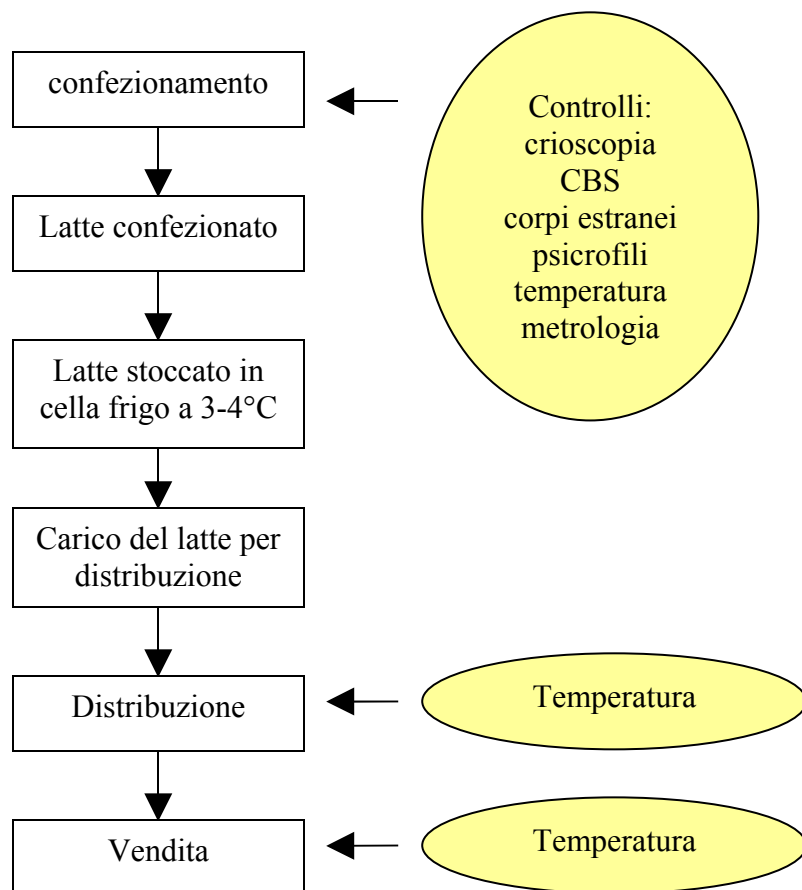 confezionamento
Controlli:
crioscopia
CBS
corpi estranei
psicrofili
temperatura
metrologia
Latte confezionato
Latte stoccato in
cella frigo a 3-4°C
Carico del latte per
distribuzione
Distribuzione
Temperatura
Vendita
Temperatura